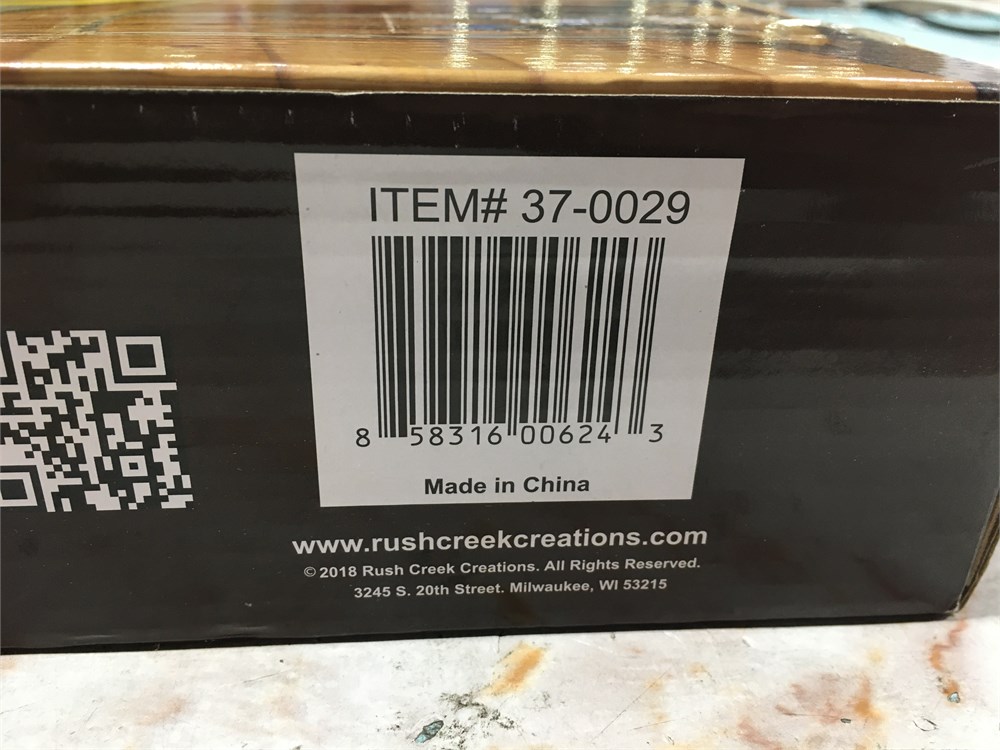 ITEM# 37-0029
8 58316 00624 3
Made in China
www.rushcreekcreations.com
© 2018 Rush Creek Creations. All Rights Reserved.
3245 S. 20th Street. Milwaukee, WI 53215